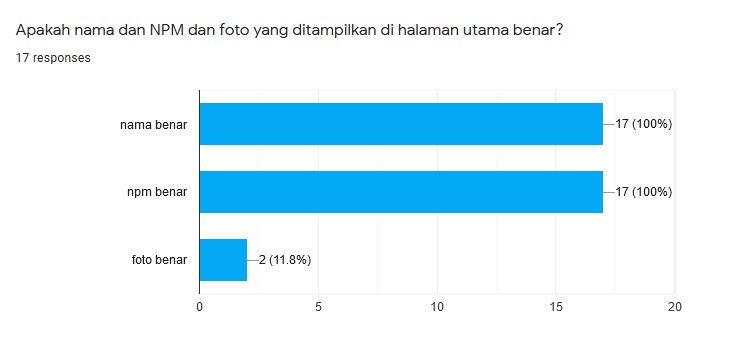 Apakah nama dan NPM dan foto yang ditampilkan di halaman utama benar?
17 responses
nama benar
17 (100%)
npm benar
17 (100%)
foto benar
2 (11.8%)
0 5 10 15 20